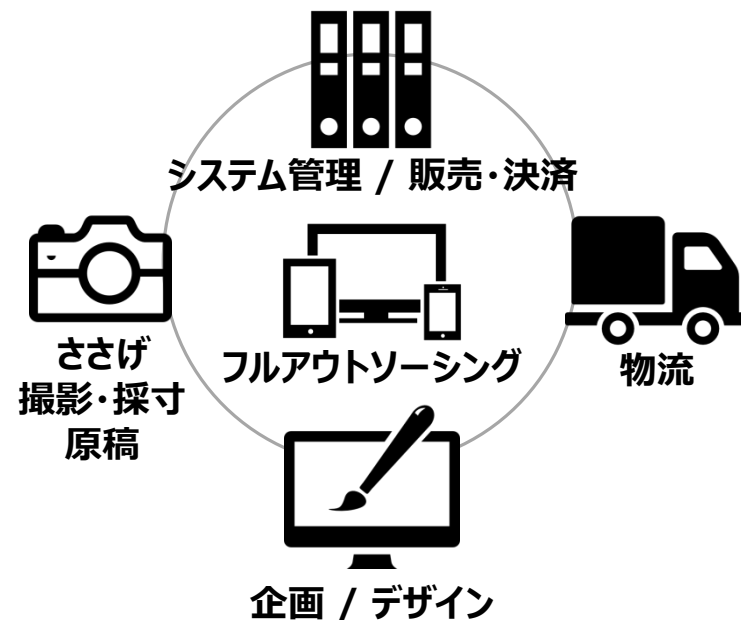 システム管理 / 販売・決済
ささげ
撮影・採寸
原稿
フルアウトソーシング
物流
企画 / デザイン